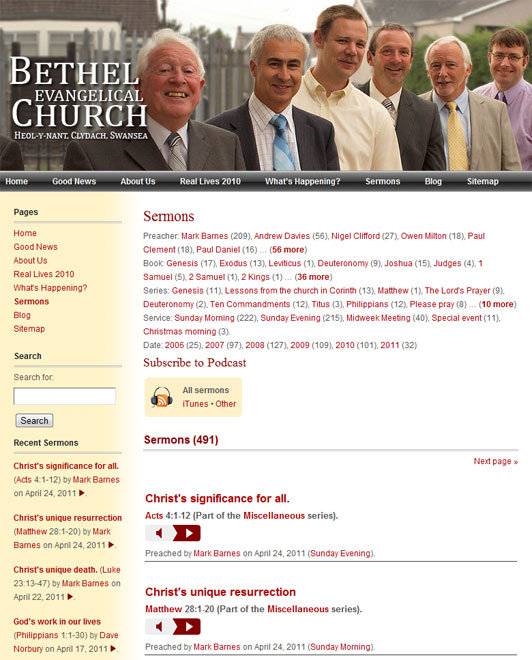 BETHEL
EVANGELICAL
CHURCH
HEOL-Y-NANT, CLYDACH, SWANSEA
Home Good News About Us Real Lives 2010 What's Happening? Sermons Blog Sitemap
Pages
Home
Good News
About Us
Real Lives 2010
What's Happening?
Sermons
Blog
Sitemap
Search
Search for:
Search
Recent Sermons
Christ's significance for all.
(Acts 4:1-12) by Mark Barnes
on April 24, 2011
Christ's unique resurrection
(Matthew 28:1-20) by Mark
Barnes on April 24, 2011
Christ's unique death. (Luke
23:13-47) by Mark Barnes on
April 22, 2011
God's work in our lives
(Philippians 1:1-30) by Dave
Norbury on April 17, 2011
Sermons
Preacher: Mark Barnes (209), Andrew Davies (56), Nigel Clifford (27), Owen Milton (18), Paul
Clement (18), Paul Daniel (16) … (56 more)
Book: Genesis (17), Exodus (13), Leviticus (1), Deuteronomy (9), Joshua (15), Judges (4), 1
Samuel (5), 2 Samuel (1), 2 Kings (1) … (36 more)
Series: Genesis (11), Lessons from the church in Corinth (13), Matthew (1), The Lord's Prayer (9),
Deuteronomy (2), Ten Commandments (12), Titus (3), Philippians (12), Please pray (8) … (10 more)
Service: Sunday Morning (222), Sunday Evening (215), Midweek Meeting (40), Special event (11),
Christmas morning (3).
Date: 2006 (25), 2007 (97), 2008 (127), 2009 (109), 2010 (101), 2011 (32)
Subscribe to Podcast
All sermons
iTunes • Other
Sermons (491)
Next page »
Christ's significance for all.
Acts 4:1-12 (Part of the Miscellaneous series).
Preached by Mark Barnes on April 24, 2011 (Sunday Evening).
Christ's unique resurrection
Matthew 28:1-20 (Part of the Miscellaneous series).
Preached by Mark Barnes on April 24, 2011 (Sunday Morning).